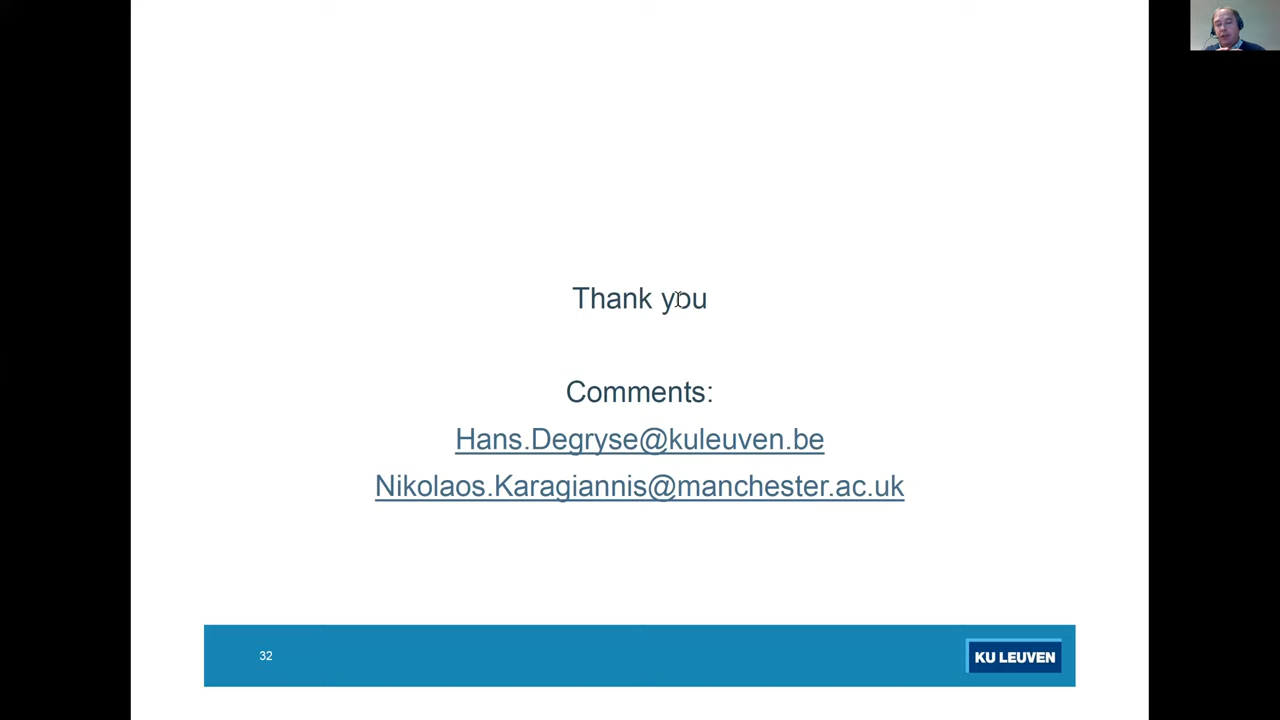 Thank you
Comments:
Hans.Degryse@kuleuven.be
Nikolaos.Karagiannis@manchester.ac.uk
32
KU LEUVEN